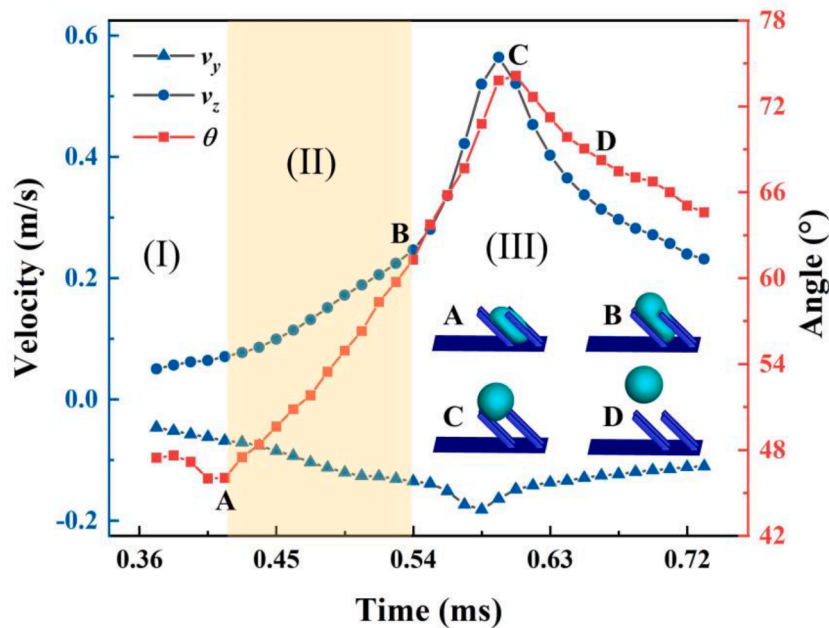 0.6
0.4
0.2
0.0
-0.2
Velocity (m/s)
v_y
v_z
θ
(I)
(II)
(III)
A
B
C
D
A
B
C
D
78
72
66
60
54
48
42
Angle (°)
0.36
0.45
0.54
0.63
0.72
Time (ms)